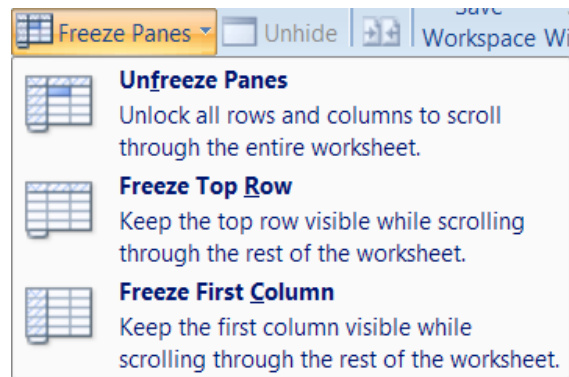 Save
Freeze Panes Unhide Workspace Wi
Unfreeze Panes
Unlock all rows and columns to scroll
through the entire worksheet.
Freeze Top Row
Keep the top row visible while scrolling
through the rest of the worksheet.
Freeze First Column
Keep the first column visible while
scrolling through the rest of the worksheet.